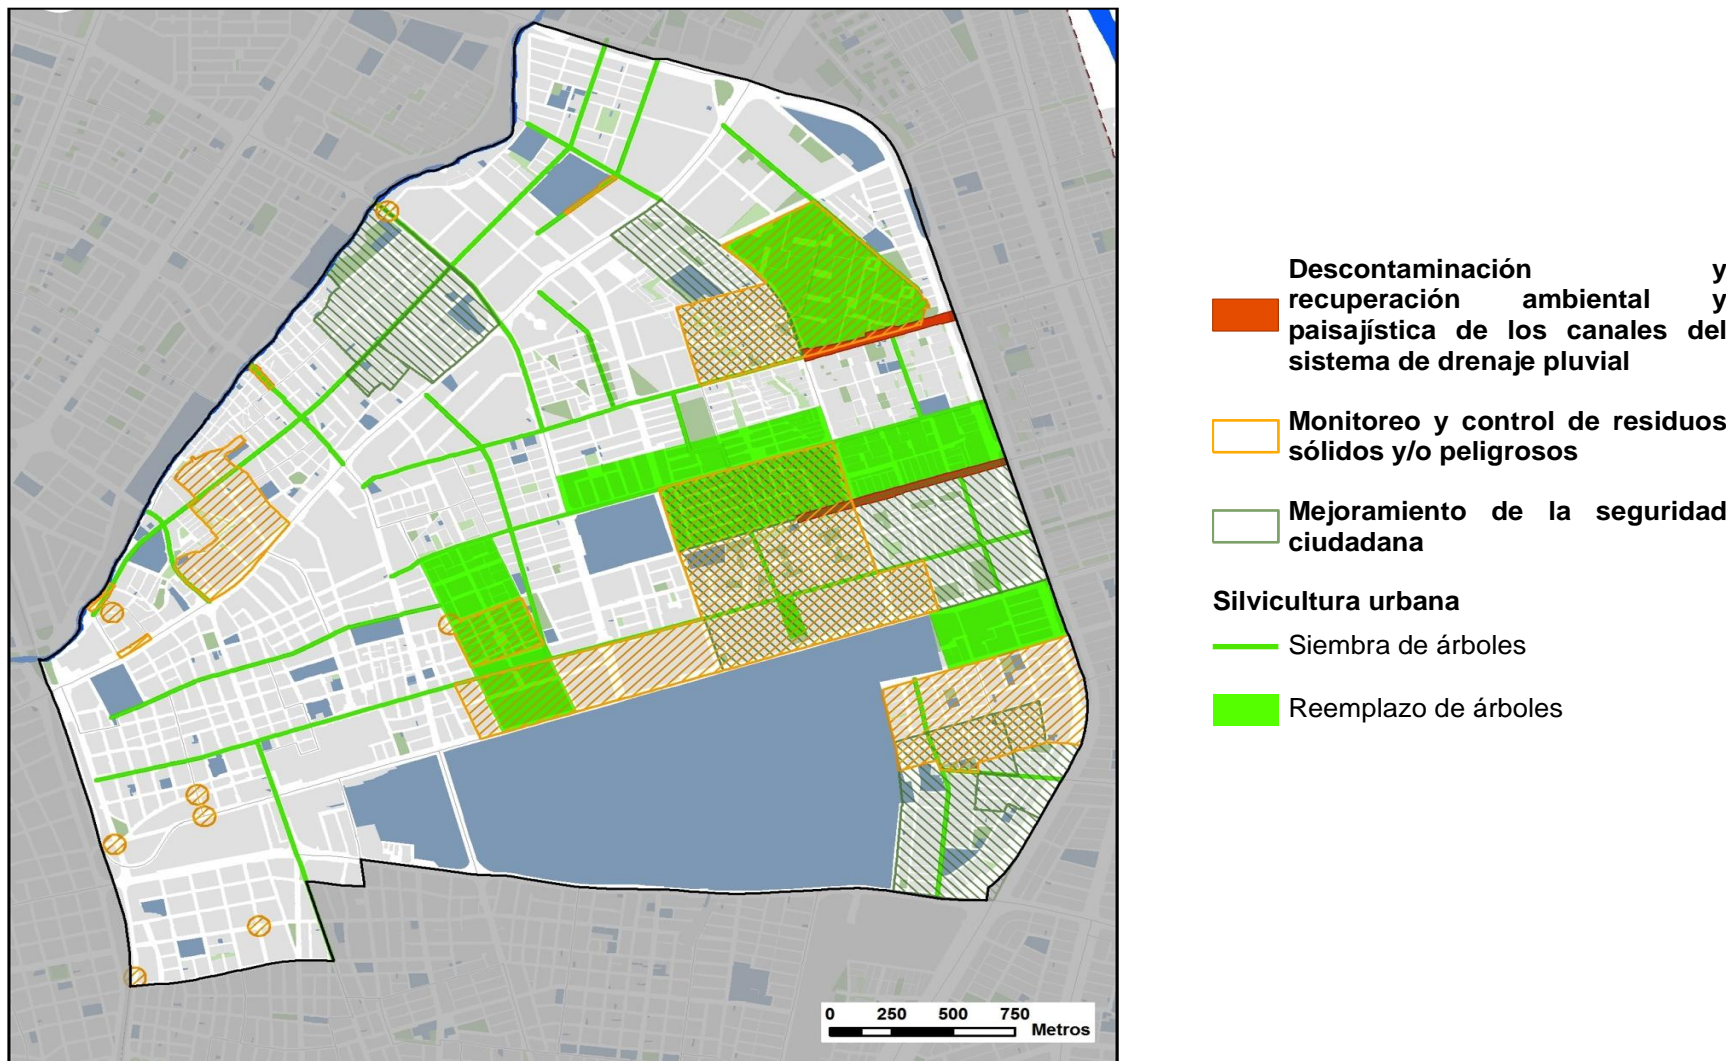 Descontaminación y
recuperación ambiental y
paisajística de los canales del
sistema de drenaje pluvial
Monitoreo y control de residuos
sólidos y/o peligrosos
Mejoramiento de la seguridad
ciudadana
Silvicultura urbana
Siembra de árboles
Reemplazo de árboles
0 250 500 750
Metros